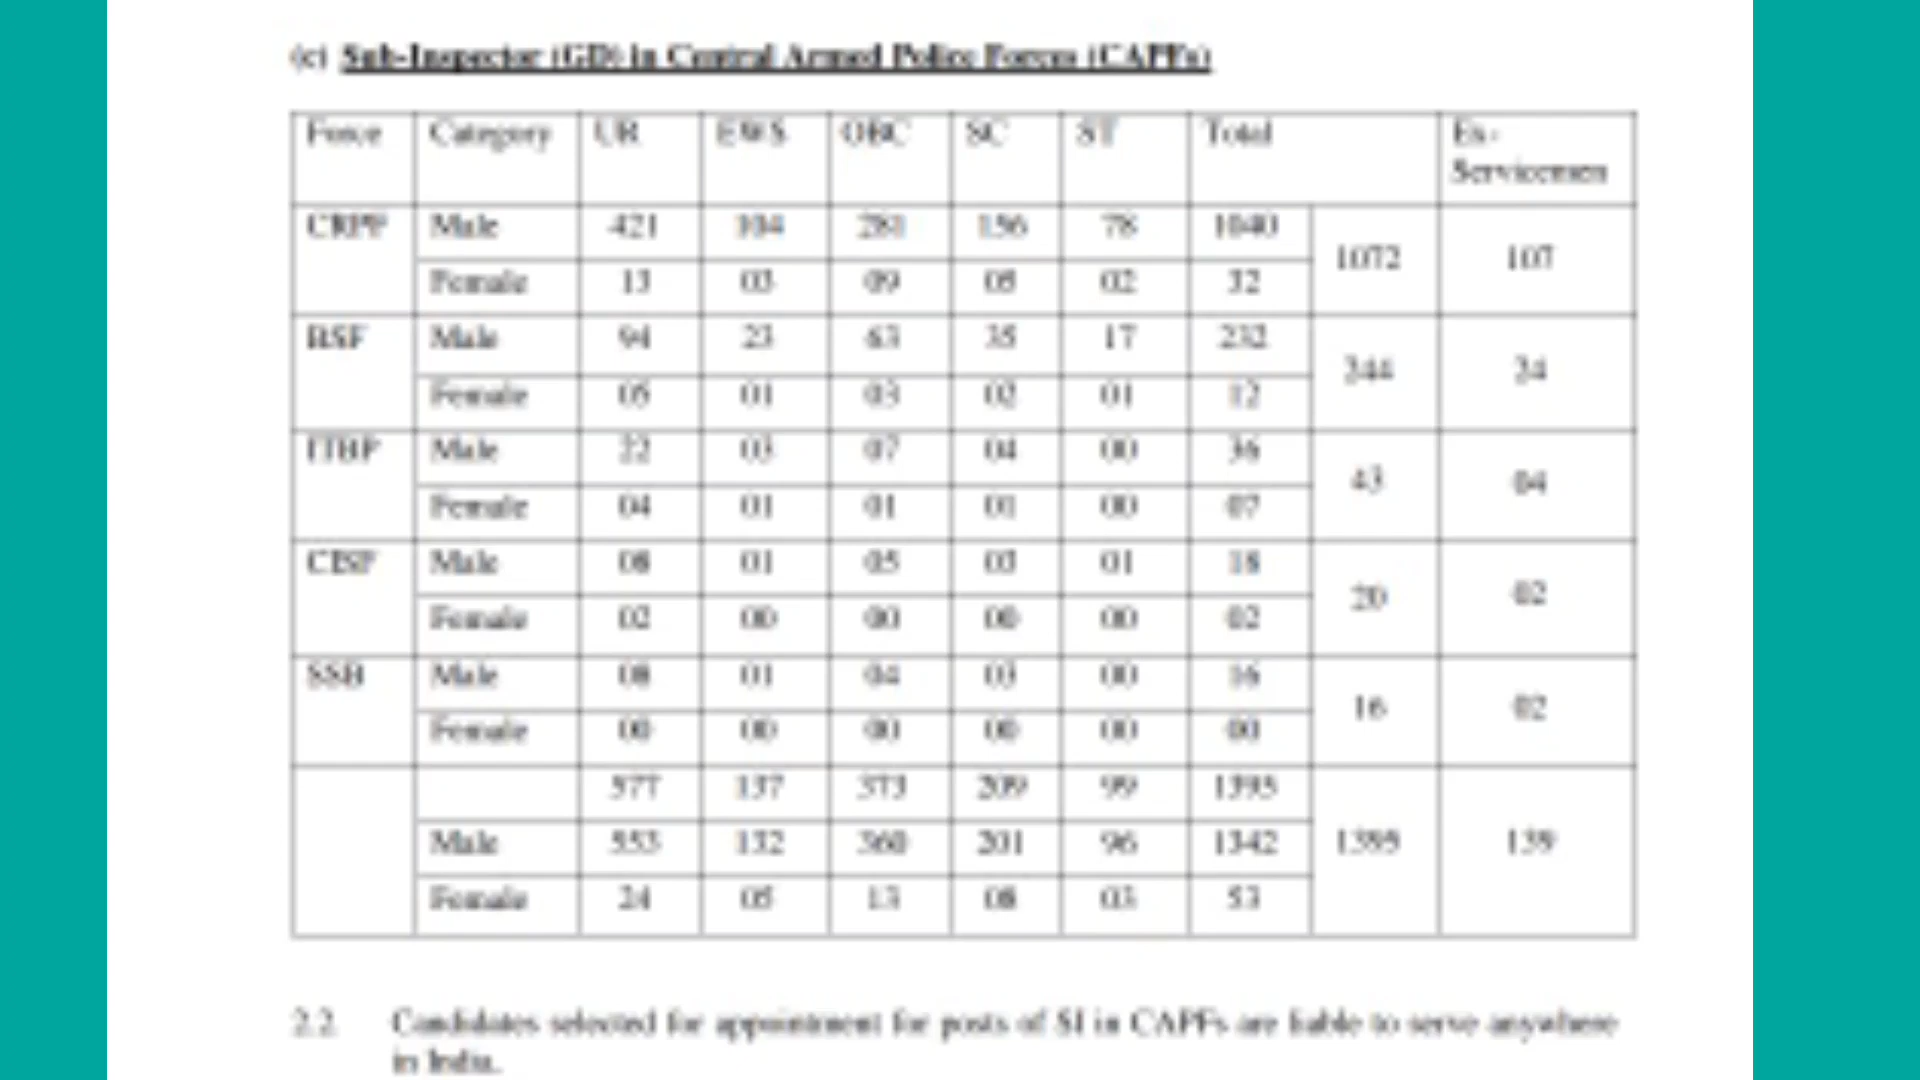 (c) Sub-Inspector (GD) in Central Armed Police Forces (CAPFs)
Force Category UR EWS OBC SC ST Total Ex-
Servicemen
CRPF Male 421 104 281 156 78 1040
1072 107
Female 13 03 09 05 02 32
BSF Male 94 23 63 35 17 232
244 24
Female 05 01 03 02 01 12
ITBP Male 22 03 07 04 00 36
43 04
Female 04 01 01 01 00 07
CISF Male 08 01 05 03 01 18
20 02
Female 02 00 00 00 00 02
SSB Male 08 01 04 03 00 16
16 02
Female 00 00 00 00 00 00
577 137 373 209 99 1395
Male 553 132 360 201 96 1342 1395 139
Female 24 05 13 08 03 53
2.2. Candidates selected for appointment for posts of SI in CAPFs are liable to serve anywhere
in India.